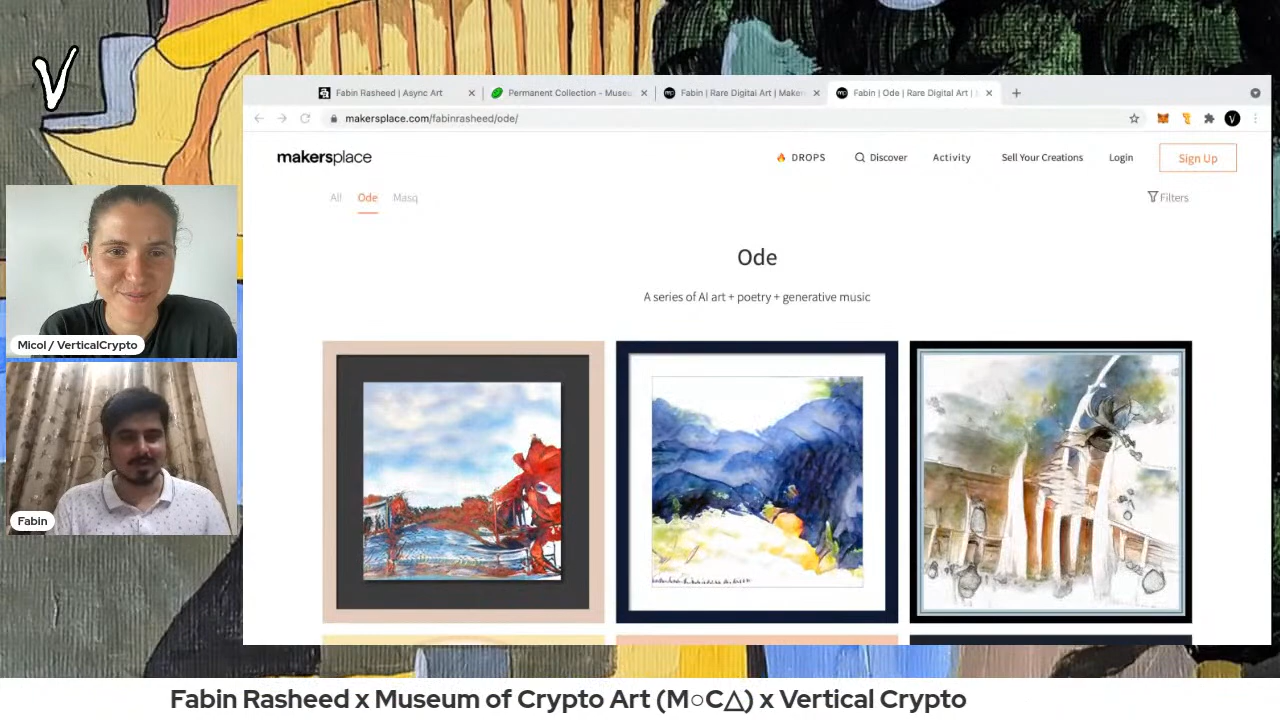 V
Fabin Rasheed | Async Art
Permanent Collection - Museu
Fabin | Rare Digital Art | Maker
Fabin | Ode | Rare Digital Art |
makersplace.com/fabinrasheed/ode/
V
makersplace
DROPS
Discover
Activity
Sell Your Creations
Login
Sign Up
All
Ode
Masq
Filters
Ode
A series of AI art + poetry + generative music
Micol / VerticalCrypto
Fabin
Fabin Rasheed x Museum of Crypto Art (M○C△) x Vertical Crypto